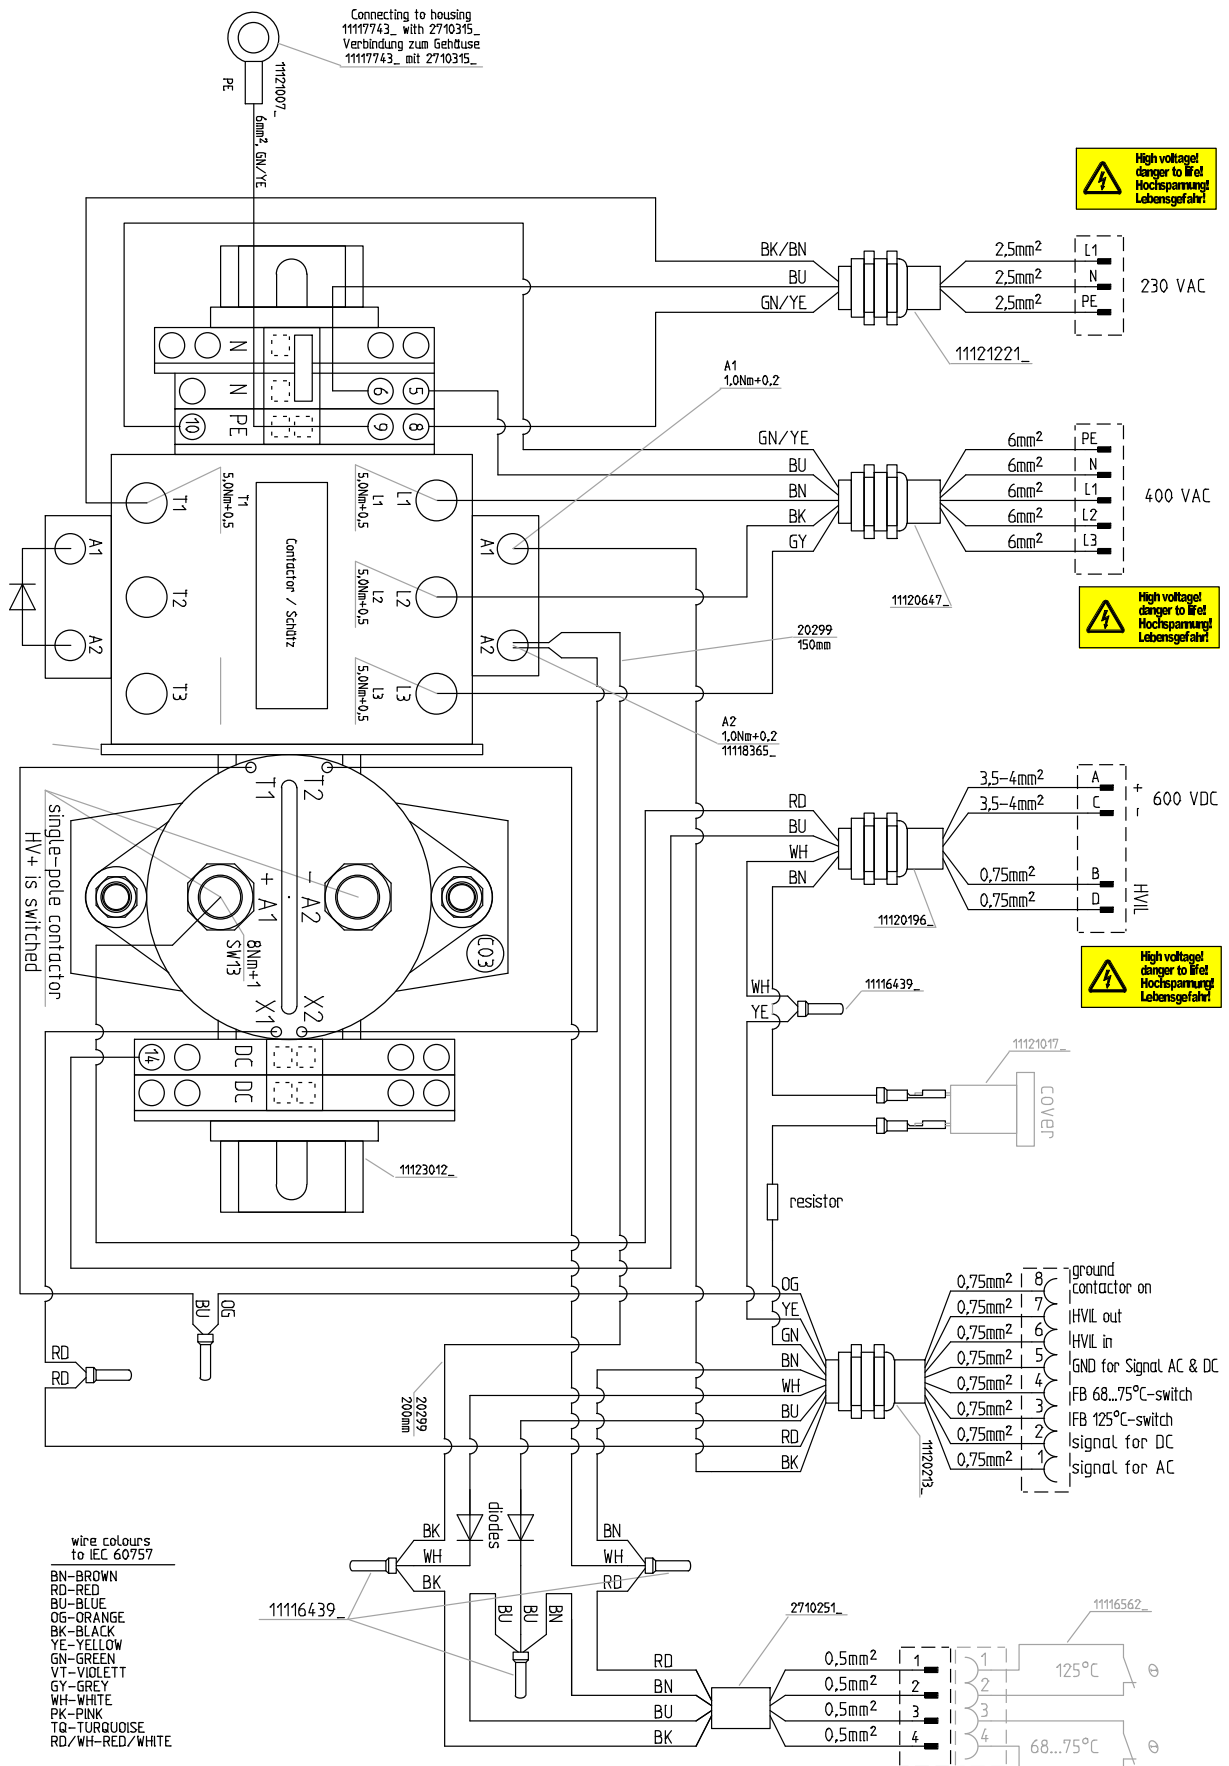 Connecting to housing
11117743_ with 2710315_
Verbindung zum Gehäuse
11117743_ mit 2710315_
11121007_
PE
6mm², GN/YE
High voltage!
danger to life!
Hochspannung!
Lebensgefahr!
BK/BN
BU
GN/YE
2,5mm²
2,5mm²
2,5mm²
L1
N
PE
230 VAC
11121221_
N
N
6
5
10
PE
9
8
A1
1,0Nm+0,2
GN/YE
BU
BN
BK
GY
6mm²
6mm²
6mm²
6mm²
6mm²
PE
N
L1
L2
L3
400 VAC
11120647_
High voltage!
danger to life!
Hochspannung!
Lebensgefahr!
T1
T1
5,0Nm+0,5
L1
5,0Nm+0,5
L1
A1
A1
T2
Contactor / Schütz
L2
5,0Nm+0,5
L2
A2
A2
T3
L3
5,0Nm+0,5
L3
20299
150mm
A2
1,0Nm+0,2
11118365_
T1
T2
+ A1
- A2
8Nm+1
SW13
C03
X1
X2
single-pole contactor
HV+ is switched
RD
BU
WH
BN
3,5-4mm²
3,5-4mm²
0,75mm²
0,75mm²
A
C
B
D
+
-
600 VDC
HVIL
11120196_
High voltage!
danger to life!
Hochspannung!
Lebensgefahr!
WH
YE
11116439_
11121017_
cover
14
DC
DC
11123012_
resistor
BU
OG
RD
RD
20299
200mm
OG
YE
GN
BN
WH
BU
RD
BK
0,75mm²
0,75mm²
0,75mm²
0,75mm²
0,75mm²
0,75mm²
0,75mm²
0,75mm²
8
7
6
5
4
3
2
1
ground
contactor on
HVIL out
HVIL in
GND for Signal AC & DC
FB 68...75°C-switch
FB 125°C-switch
signal for DC
signal for AC
11120213_
diodes
BK
WH
BK
BN
WH
RD
11116439_
BU
BU
BN
wire colours
to IEC 60757
BN-BROWN
RD-RED
BU-BLUE
OG-ORANGE
BK-BLACK
YE-YELLOW
GN-GREEN
VT-VIOLETT
GY-GREY
WH-WHITE
PK-PINK
TQ-TURQUOISE
RD/WH-RED/WHITE
2710251_
RD
BN
BU
BK
0,5mm²
0,5mm²
0,5mm²
0,5mm²
1
2
3
4
1
2
3
4
11116562_
125°C
θ
68...75°C
θ